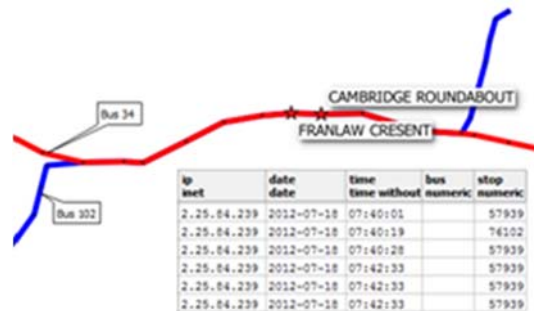 CAMBRIDGE ROUNDABOUT
Bus 34
FRANLAW CRESENT
Bus 102
ip date time bus stop
inet date time without numeric numeric
2.25.84.239 2012-07-18 07:40:01 57939
2.25.84.239 2012-07-18 07:40:19 76102
2.25.84.239 2012-07-18 07:40:28 57939
2.25.84.239 2012-07-18 07:42:33 57939
2.25.84.239 2012-07-18 07:42:33 57939
2.25.84.239 2012-07-18 07:42:33 57939